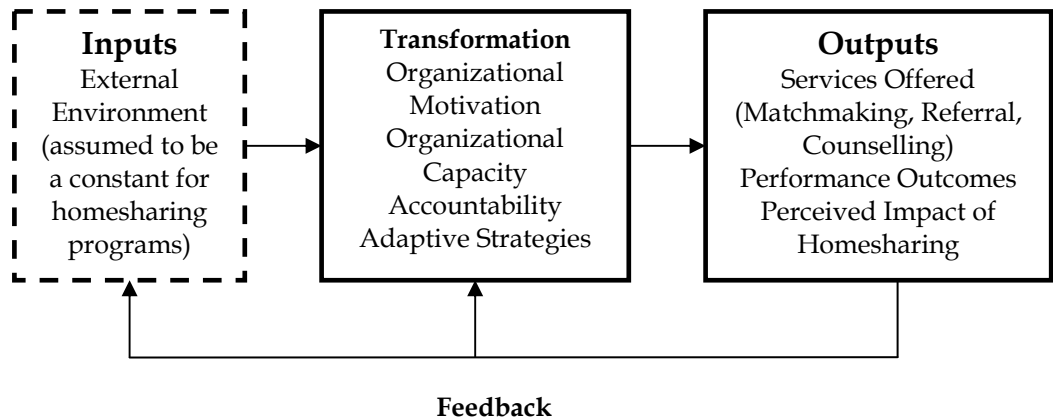 Inputs
External
Environment
(assumed to be
a constant for
homesharing
programs)
Transformation
Organizational
Motivation
Organizational
Capacity
Accountability
Adaptive Strategies
Outputs
Services Offered
(Matchmaking, Referral,
Counselling)
Performance Outcomes
Perceived Impact of
Homesharing
Feedback